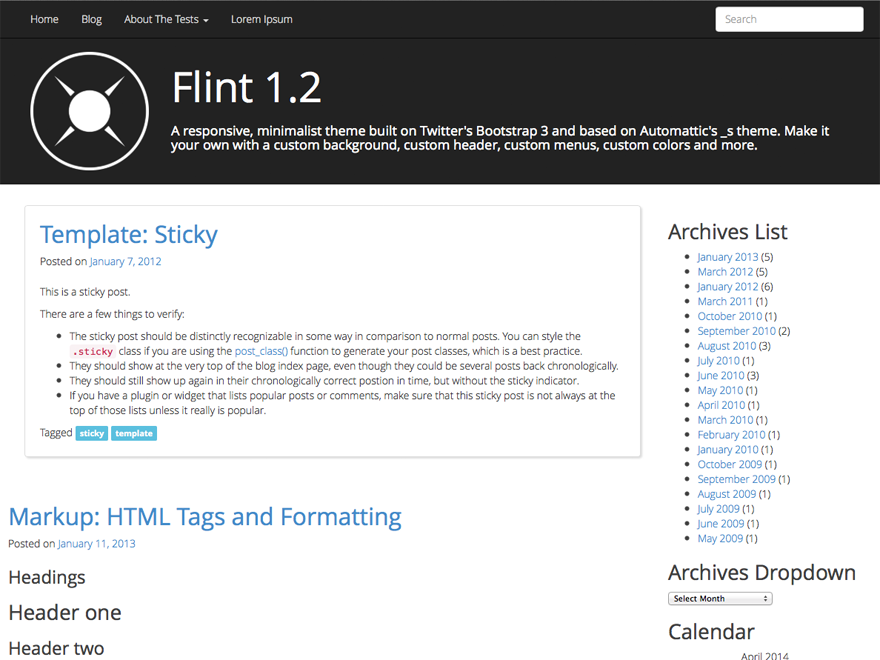 Home Blog About The Tests Lorem Ipsum Search
Flint 1.2
A responsive, minimalist theme built on Twitter's Bootstrap 3 and based on Automattic's _s theme. Make it
your own with a custom background, custom header, custom menus, custom colors and more.
Template: Sticky
Posted on January 7, 2012
This is a sticky post.
There are a few things to verify:
The sticky post should be distinctly recognizable in some way in comparison to normal posts. You can style the
.sticky class if you are using the post_class() function to generate your post classes, which is a best practice.
They should show at the very top of the blog index page, even though they could be several posts back chronologically.
They should still show up again in their chronologically correct postion in time, but without the sticky indicator.
If you have a plugin or widget that lists popular posts or comments, make sure that this sticky post is not always at the
top of those lists unless it really is popular.
Tagged sticky template
Markup: HTML Tags and Formatting
Posted on January 11, 2013
Headings
Header one
Header two
Archives List
January 2013 (5)
March 2012 (5)
January 2012 (6)
March 2011 (1)
October 2010 (1)
September 2010 (2)
August 2010 (3)
July 2010 (1)
June 2010 (3)
May 2010 (1)
April 2010 (1)
March 2010 (1)
February 2010 (1)
January 2010 (1)
October 2009 (1)
September 2009 (1)
August 2009 (1)
July 2009 (1)
June 2009 (1)
May 2009 (1)
Archives Dropdown
Select Month
Calendar
April 2014